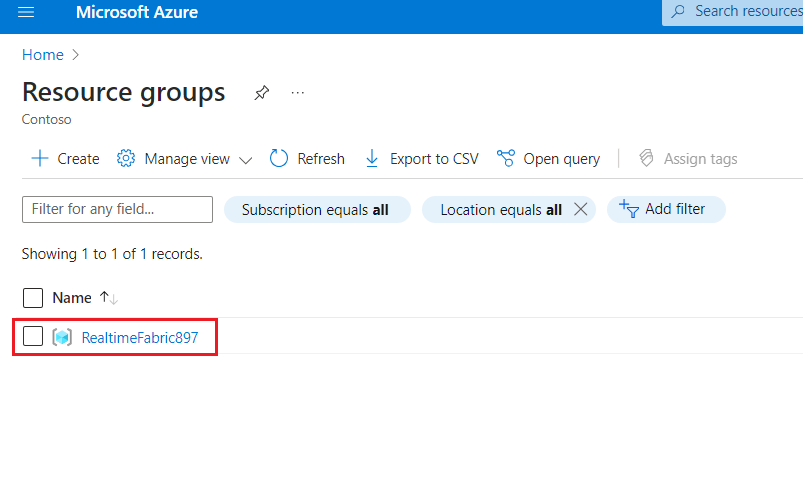 Microsoft Azure
Search resources
Home
Resource groups
...
Contoso
Create Manage view Refresh Export to CSV Open query Assign tags
Filter for any field... Subscription equals all Location equals all Add filter
Showing 1 to 1 of 1 records.
Name
RealtimeFabric897